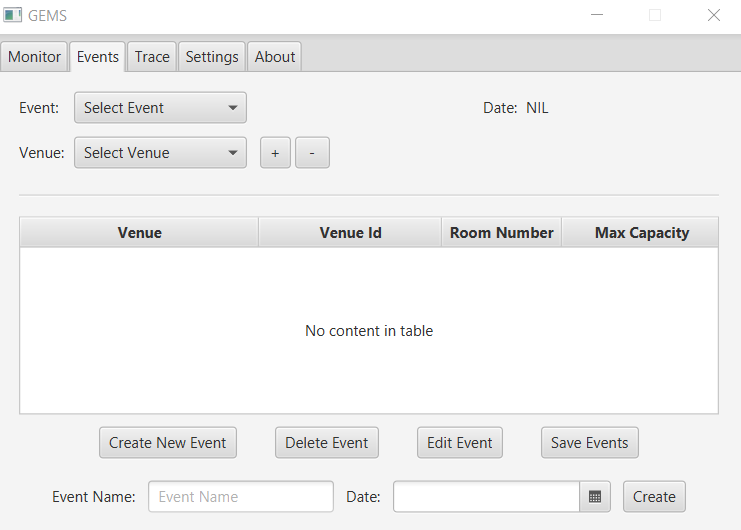 GEMS
Monitor Events Trace Settings About
Event: Select Event Date: NIL
Venue: Select Venue + -
Venue Venue Id Room Number Max Capacity
No content in table
Create New Event Delete Event Edit Event Save Events
Event Name: Event Name Date: Create